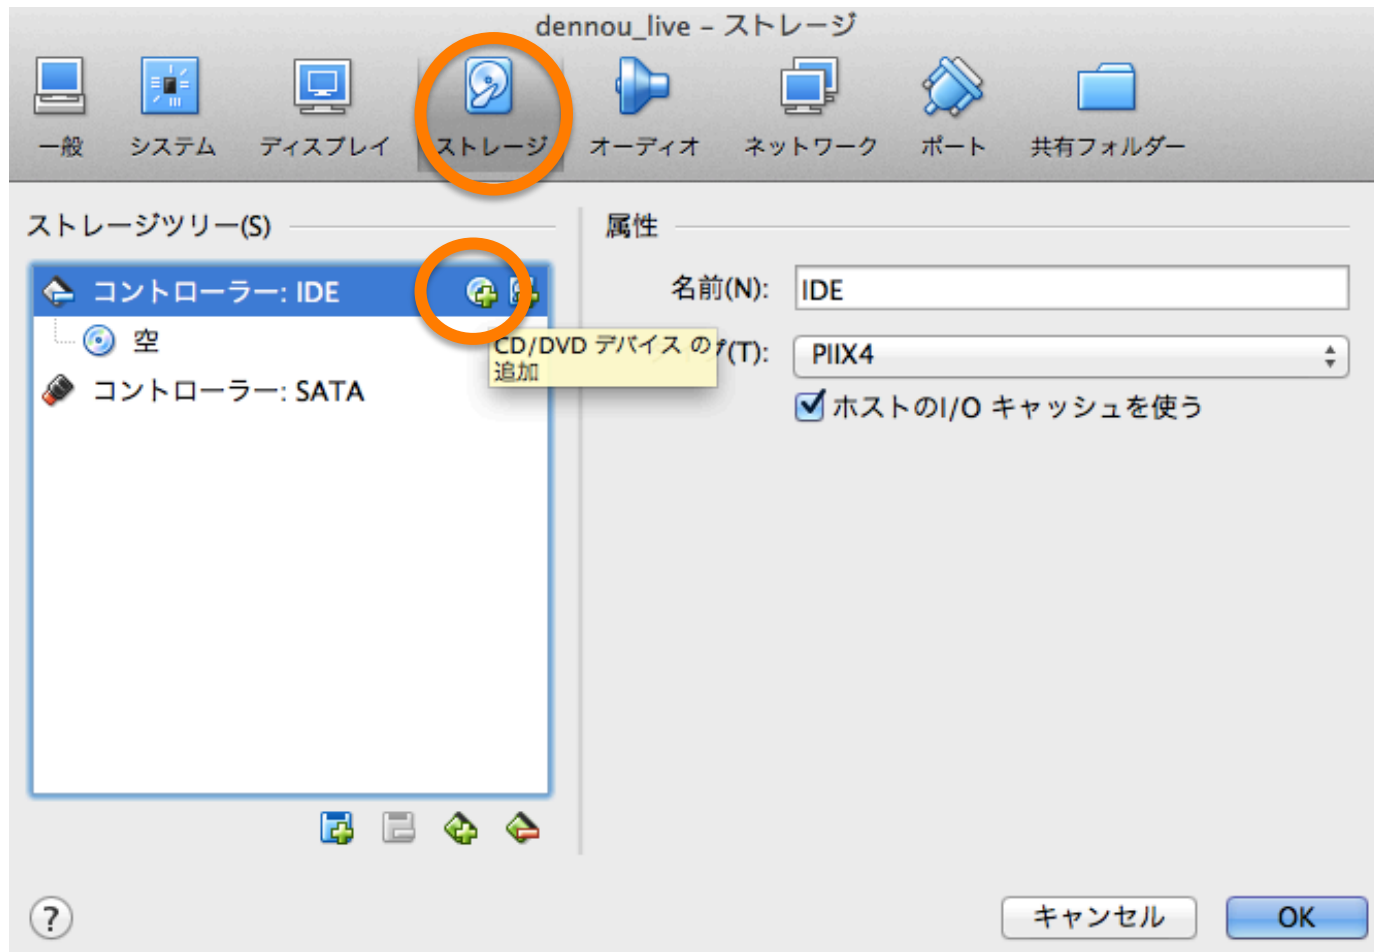 dennou_live – ストレージ
一般 システム ディスプレイ ストレージ オーディオ ネットワーク ポート 共有フォルダー
ストレージツリー(S)
コントローラー: IDE
空
コントローラー: SATA
CD/DVD デバイス の
追加
属性
名前(N): IDE
プ(T): PIIX4
ホストのI/O キャッシュを使う
?
キャンセル OK